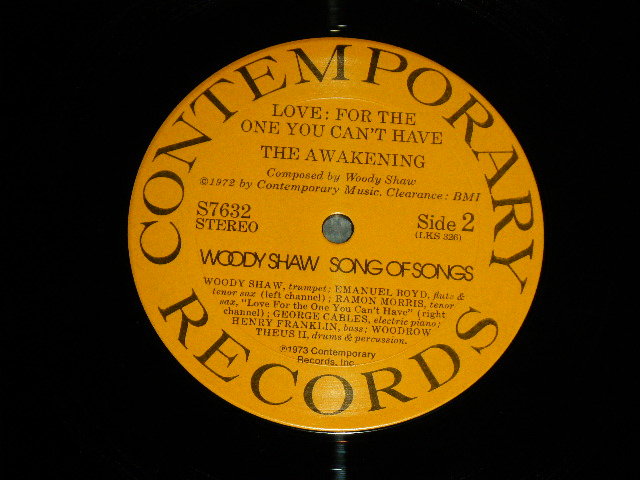 CONTEMPORARY
LOVE: FOR THE
ONE YOU CAN'T HAVE
THE AWAKENING
Composed by Woody Shaw
©1972 by Contemporary Music. Clearance: BMI
S7632
STEREO
Side 2
(LKS 326)
WOODY SHAW SONG OF SONGS
WOODY SHAW, trumpet; EMANUEL BOYD, flute &
tenor sax (left channel); RAMON MORRIS, tenor
sax, "Love For the One You Can't Have" (right
channel); GEORGE CABLES, electric piano;
HENRY FRANKLIN, bass; WOODROW
THEUS II, drums & percussion.
℗1973 Contemporary
Records, Inc.
RECORDS